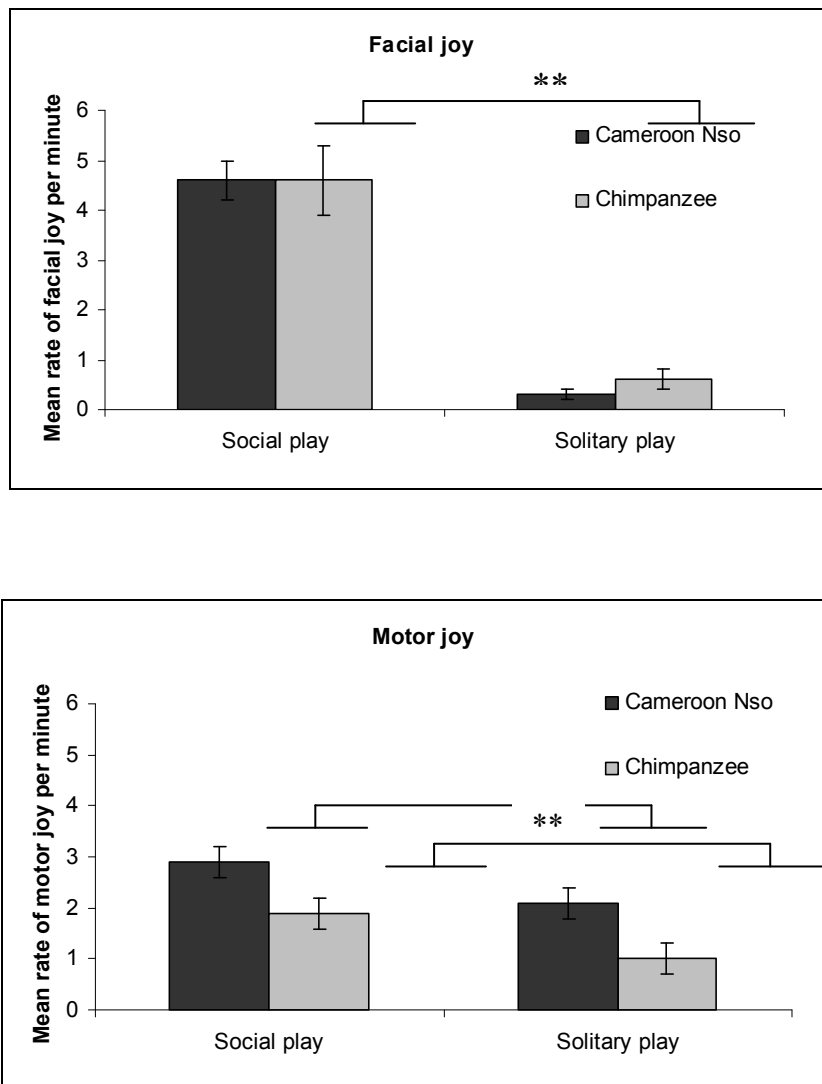 Facial joy
**
Mean rate of facial joy per minute
6
5
4
3
2
1
0
Cameroon Nso
Chimpanzee
Social play
Solitary play
Motor joy
Mean rate of motor joy per minute
6
5
4
3
2
1
0
Cameroon Nso
Chimpanzee
**
Social play
Solitary play